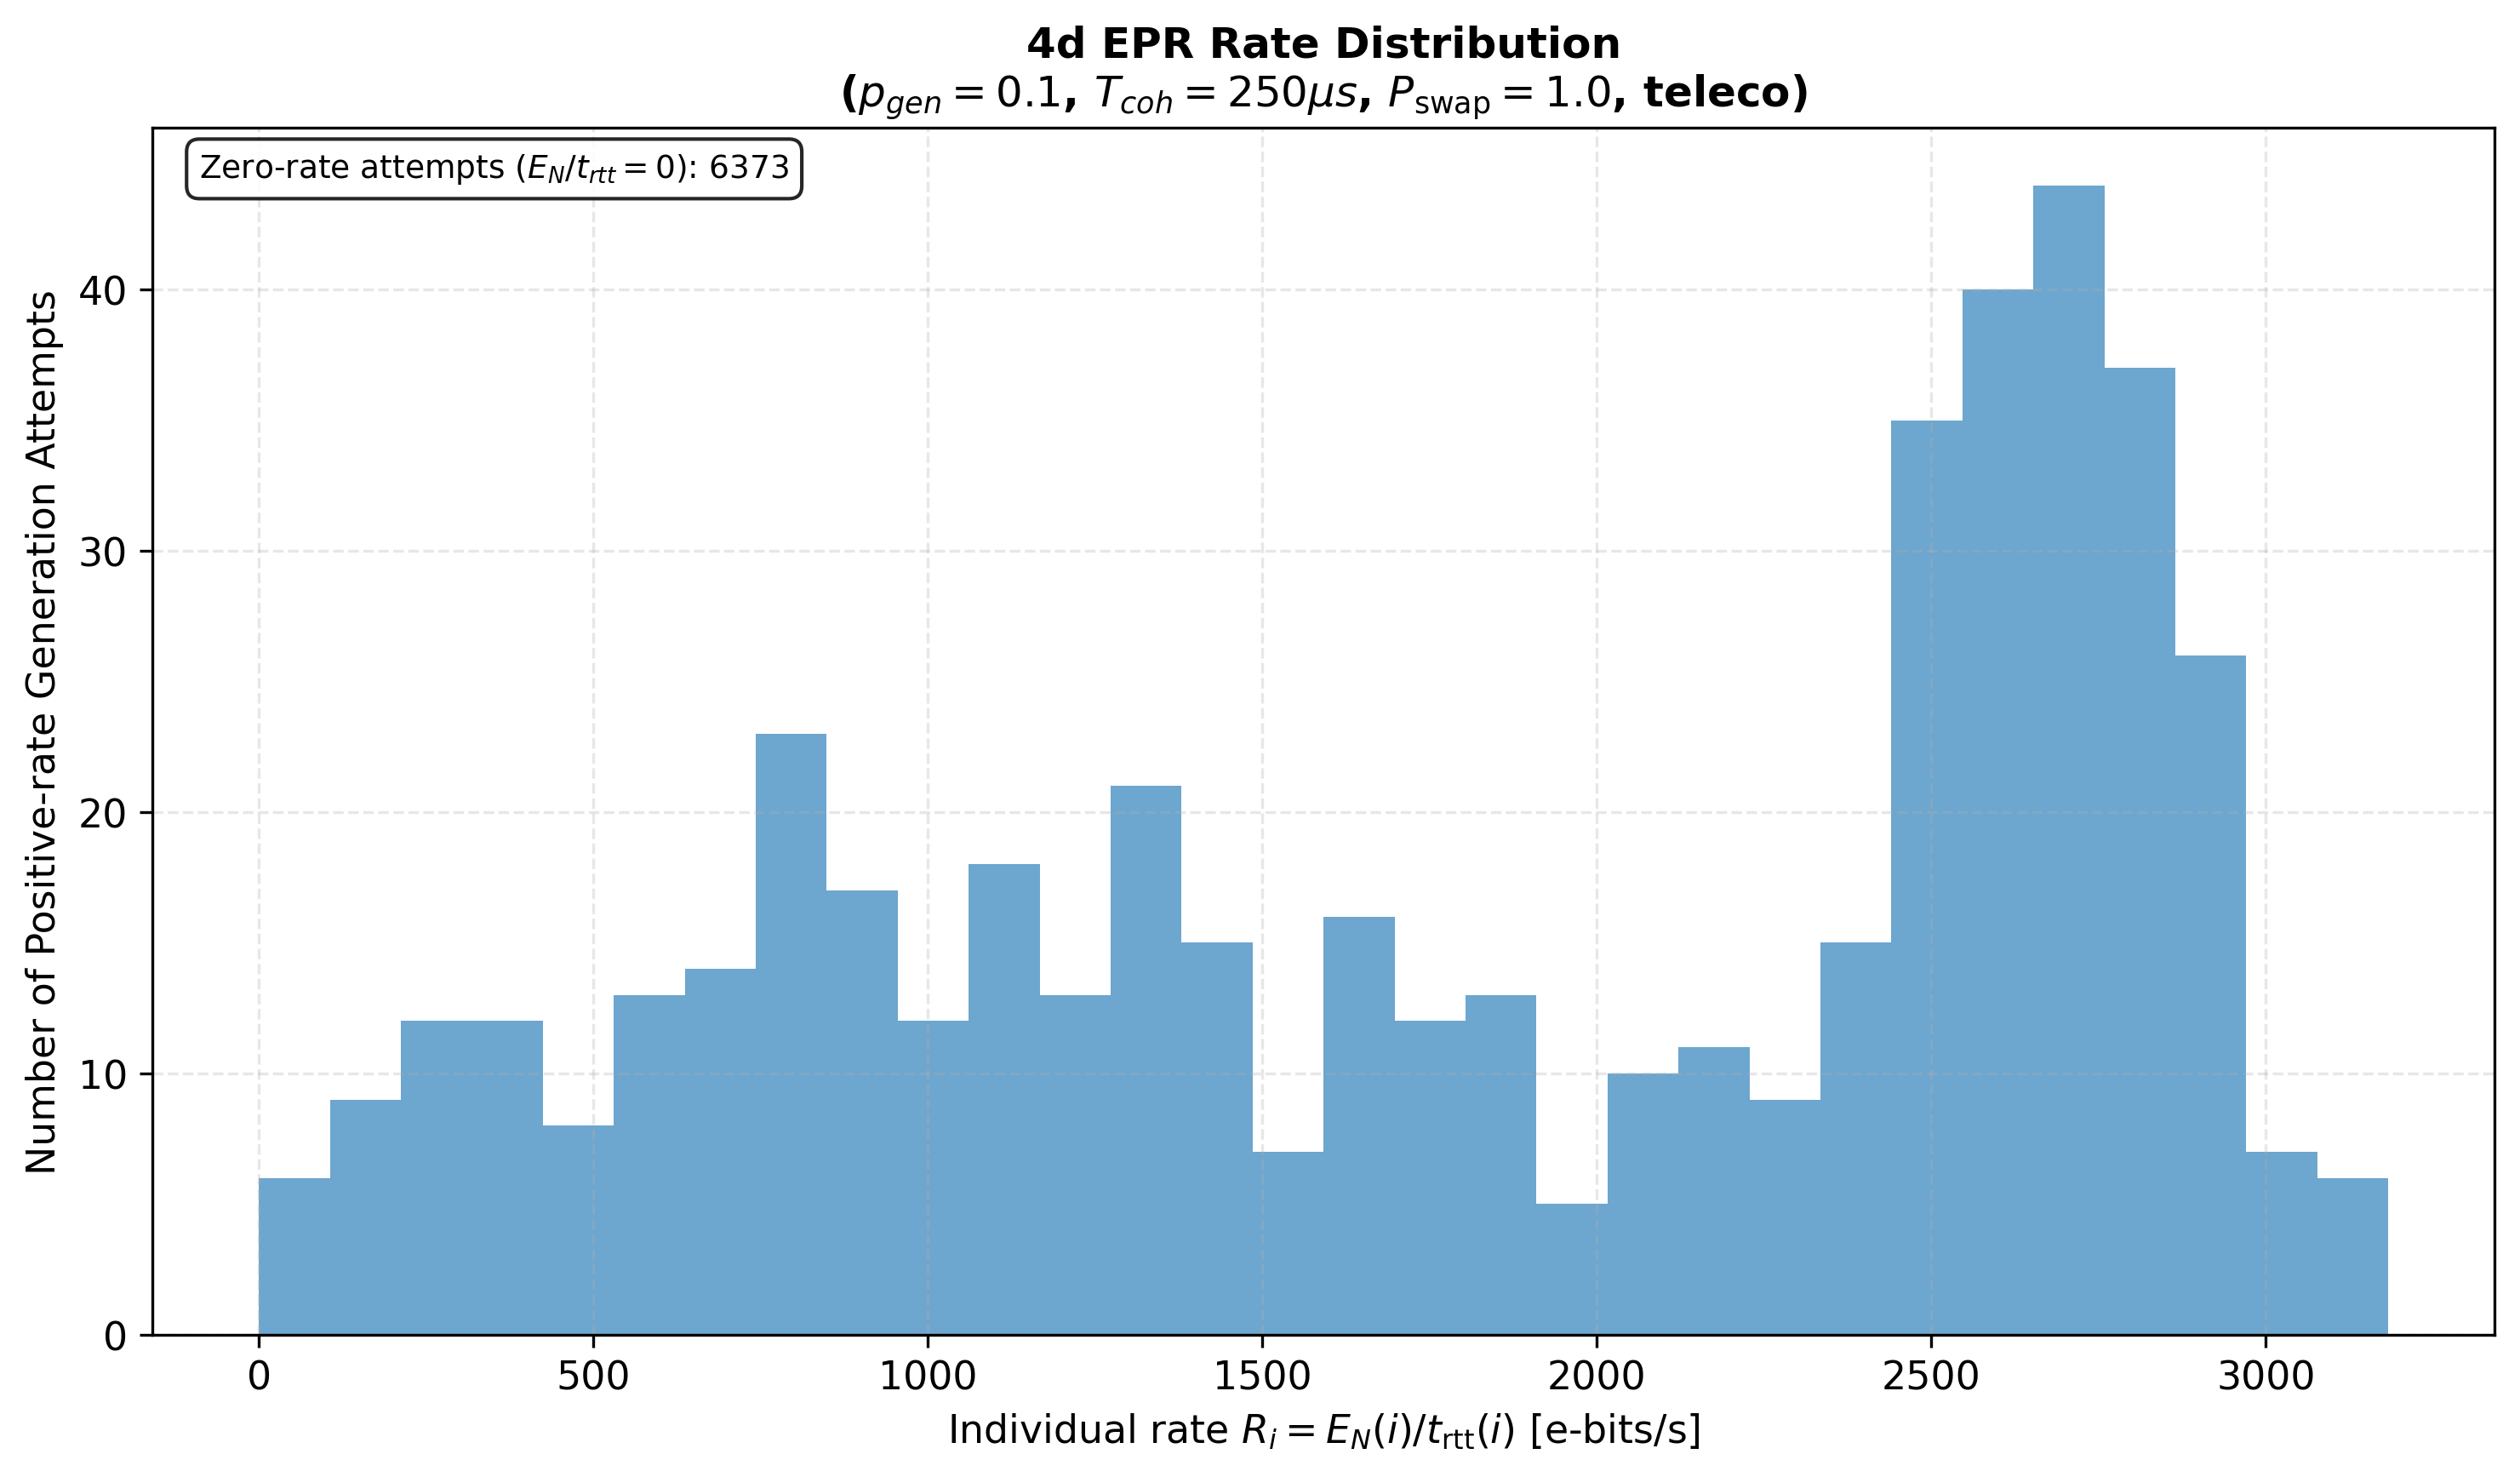 4d EPR Rate Distribution
(p_gen = 0.1, T_coh = 250μs, P_swap = 1.0, teleco)
Zero-rate attempts (E_N/t_rtt = 0): 6373
Number of Positive-rate Generation Attempts
40
30
20
10
0
0 500 1000 1500 2000 2500 3000
Individual rate R_i = E_N(i)/t_rtt(i) [e-bits/s]